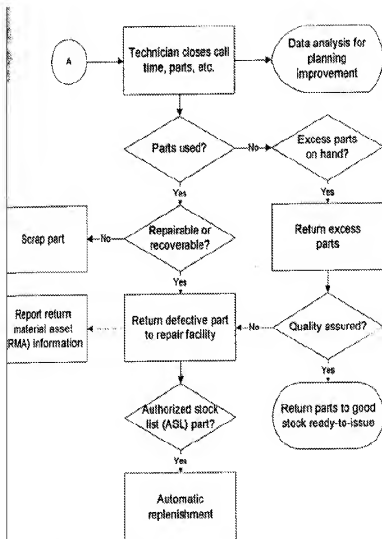 A
Technician closes call
time, parts, etc.
Data analysis for
planning
improvement
Parts used?
No
Excess parts
on hand?
Yes
Yes
Scrap part
No
Repairable or
recoverable?
Return excess
parts
Yes
Report return
material asset
(RMA) information
Return defective part
to repair facility
No
Quality assured?
Yes
Authorized stock
list (ASL) part?
Return parts to good
stock ready-to-issue
Yes
Automatic
replenishment